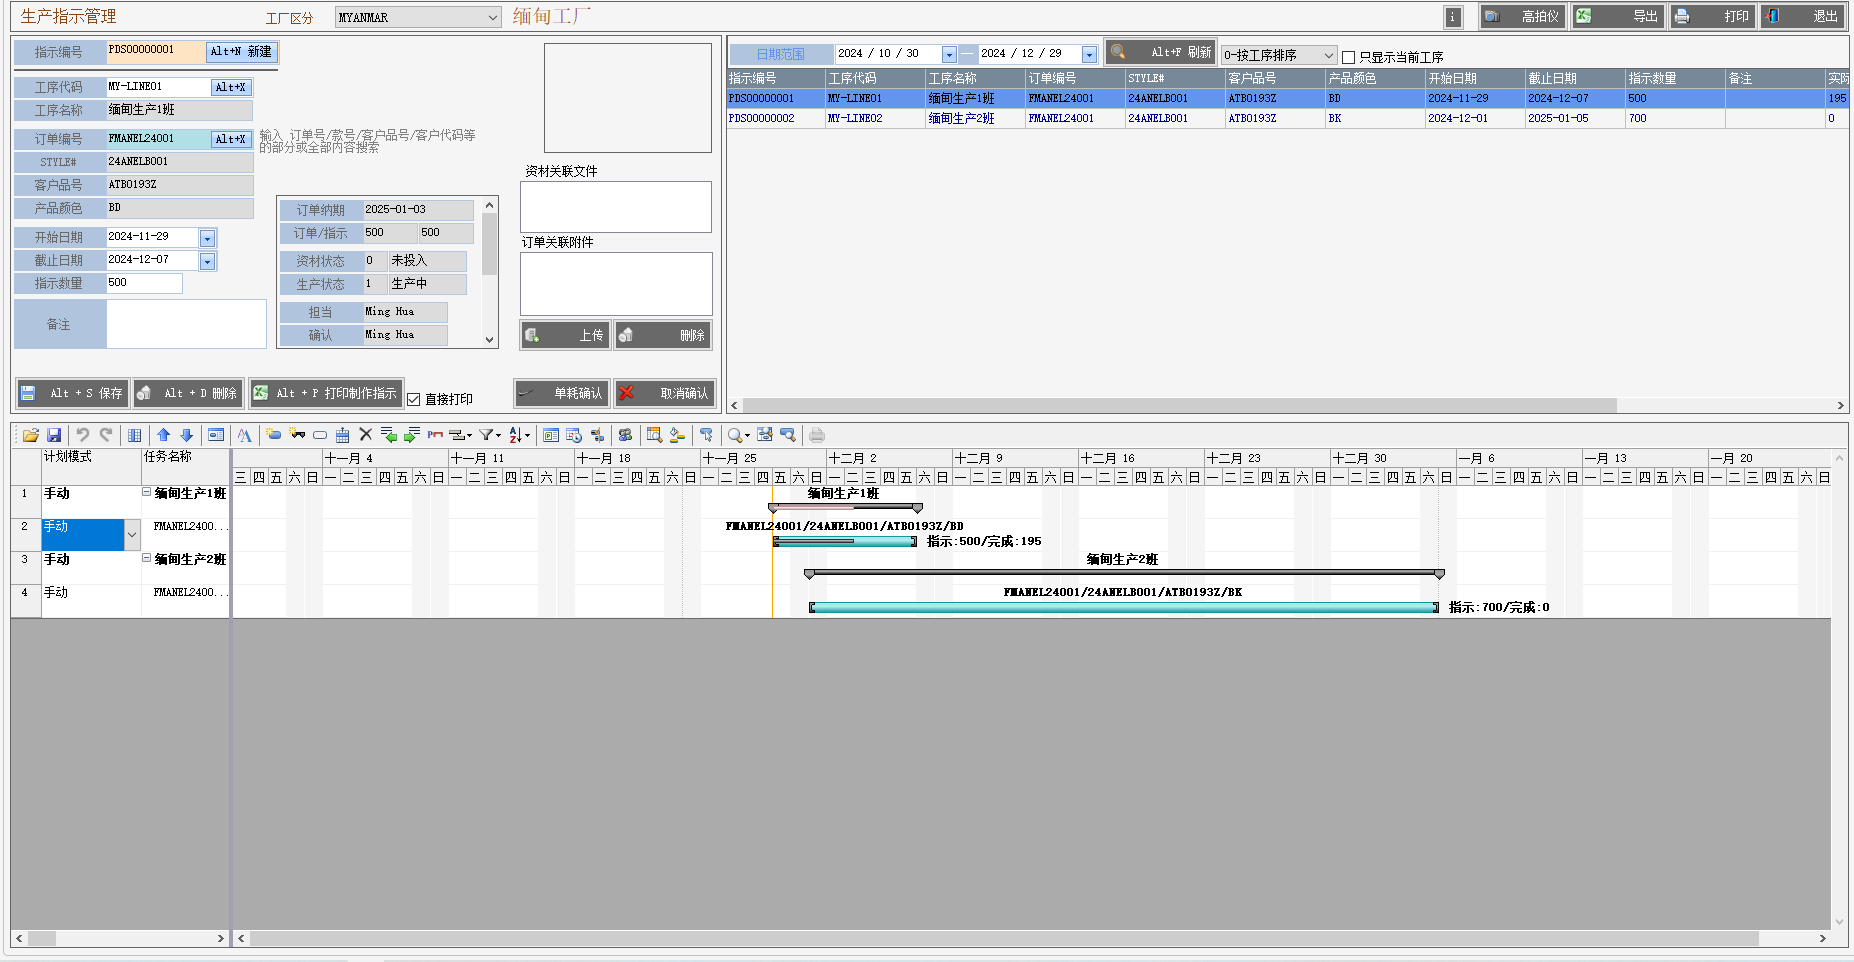 生产指示管理
工厂区分 MYANMAR 缅甸工厂
i 高拍仪 导出 打印 退出
指示编号 PDS00000001 Alt+N 新建
工序代码 MY-LINE01 Alt+X
工序名称 缅甸生产1班
订单编号 FMANEL24001 Alt+X
输入 订单号/款号/客户品号/客户代码等
的部分或全部内容搜索
STYLE# 24ANELB001
客户品号 ATB0193Z
产品颜色 BD
开始日期 2024-11-29
截止日期 2024-12-07
指示数量 500
备注
订单纳期 2025-01-03
订单/指示 500 500
资材状态 0 未投入
生产状态 1 生产中
担当 Ming Hua
确认 Ming Hua
资材关联文件
订单关联附件
上传 删除
Alt + S 保存 Alt + D 删除 Alt + P 打印制作指示 直接打印 单耗确认 取消确认
日期范围 2024 / 10 / 30 — 2024 / 12 / 29 Alt+F 刷新 0-按工序排序 只显示当前工序
指示编号 工序代码 工序名称 订单编号 STYLE# 客户品号 产品颜色 开始日期 截止日期 指示数量 备注 实际
PDS00000001 MY-LINE01 缅甸生产1班 FMANEL24001 24ANELB001 ATB0193Z BD 2024-11-29 2024-12-07 500 195
PDS00000002 MY-LINE02 缅甸生产2班 FMANEL24001 24ANELB001 ATB0193Z BK 2024-12-01 2025-01-05 700 0
计划模式 任务名称
十一月 4 十一月 11 十一月 18 十一月 25 十二月 2 十二月 9 十二月 16 十二月 23 十二月 30 一月 6 一月 13 一月 20
三 四 五 六 日 一 二 三 四 五 六 日 一 二 三 四 五 六 日 一 二 三 四 五 六 日 一 二 三 四 五 六 日 一 二 三 四 五 六 日 一 二 三 四 五 六 日 一 二 三 四 五 六 日 一 二 三 四 五 六 日 一 二 三 四 五 六 日 一 二 三 四 五 六 日 一 二 三 四 五 六 日 一 二 三 四 五 六 日
1 手动 缅甸生产1班
缅甸生产1班
2 手动 FMANEL2400...
FMANEL24001/24ANELB001/ATB0193Z/BD
指示:500/完成:195
3 手动 缅甸生产2班
缅甸生产2班
4 手动 FMANEL2400...
FMANEL24001/24ANELB001/ATB0193Z/BK
指示:700/完成:0